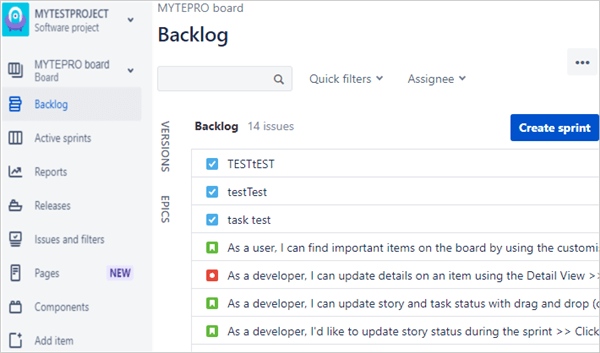 MYTESTPROJECT
Software project
MYTEPRO board
Board
Backlog
Active sprints
Reports
Releases
Issues and filters
Pages NEW
Components
Add item
MYTEPRO board
Backlog
•••
Quick filters Assignee
VERSIONS
EPICS
Backlog 14 issues
Create sprint
TESTtEST
testTest
task test
As a user, I can find important items on the board by using the customis
As a developer, I can update details on an item using the Detail View >>
As a developer, I can update story and task status with drag and drop (c
As a developer, I'd like to update story status during the sprint >> Click